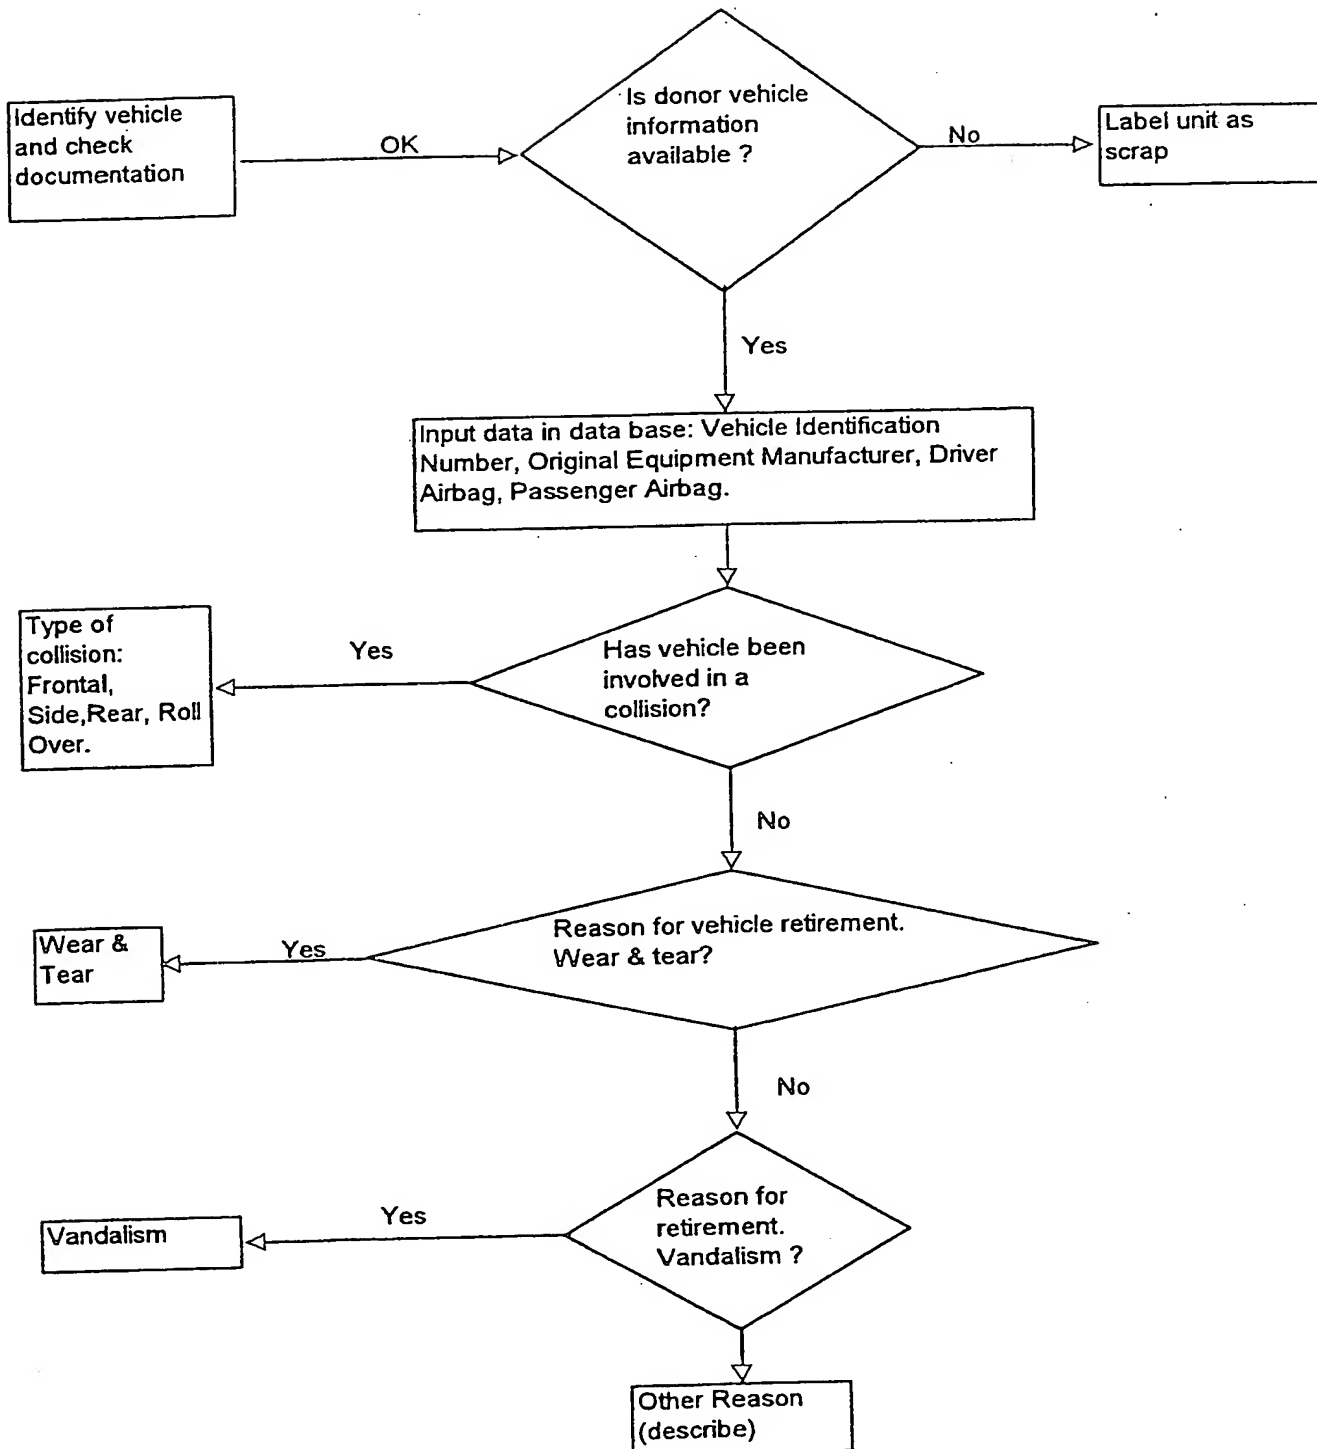 Identify vehicle
and check
documentation
OK
Is donor vehicle
information
available ?
No
Label unit as
scrap
Yes
Input data in data base: Vehicle Identification
Number, Original Equipment Manufacturer, Driver
Airbag, Passenger Airbag.
Type of
collision:
Frontal,
Side,Rear, Roll
Over.
Yes
Has vehicle been
involved in a
collision?
No
Wear &
Tear
Yes
Reason for vehicle retirement.
Wear & tear?
No
Vandalism
Yes
Reason for
retirement.
Vandalism ?
Other Reason
(describe)